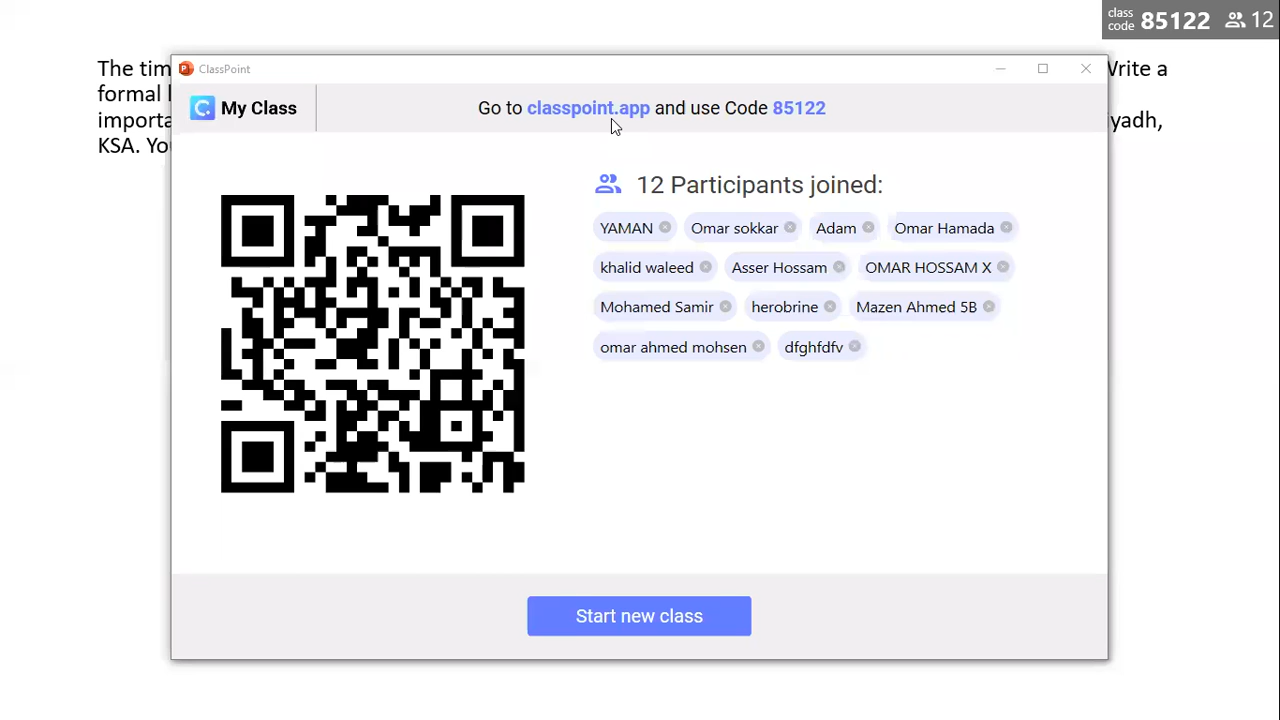 class code 85122 12
The tim
Write a
formal
importa
yadh,
KSA. Yo
ClassPoint
My Class
Go to classpoint.app and use Code 85122
12 Participants joined:
YAMAN Omar sokkar Adam Omar Hamada
khalid waleed Asser Hossam OMAR HOSSAM X
Mohamed Samir herobrine Mazen Ahmed 5B
omar ahmed mohsen dfghfdfv
Start new class